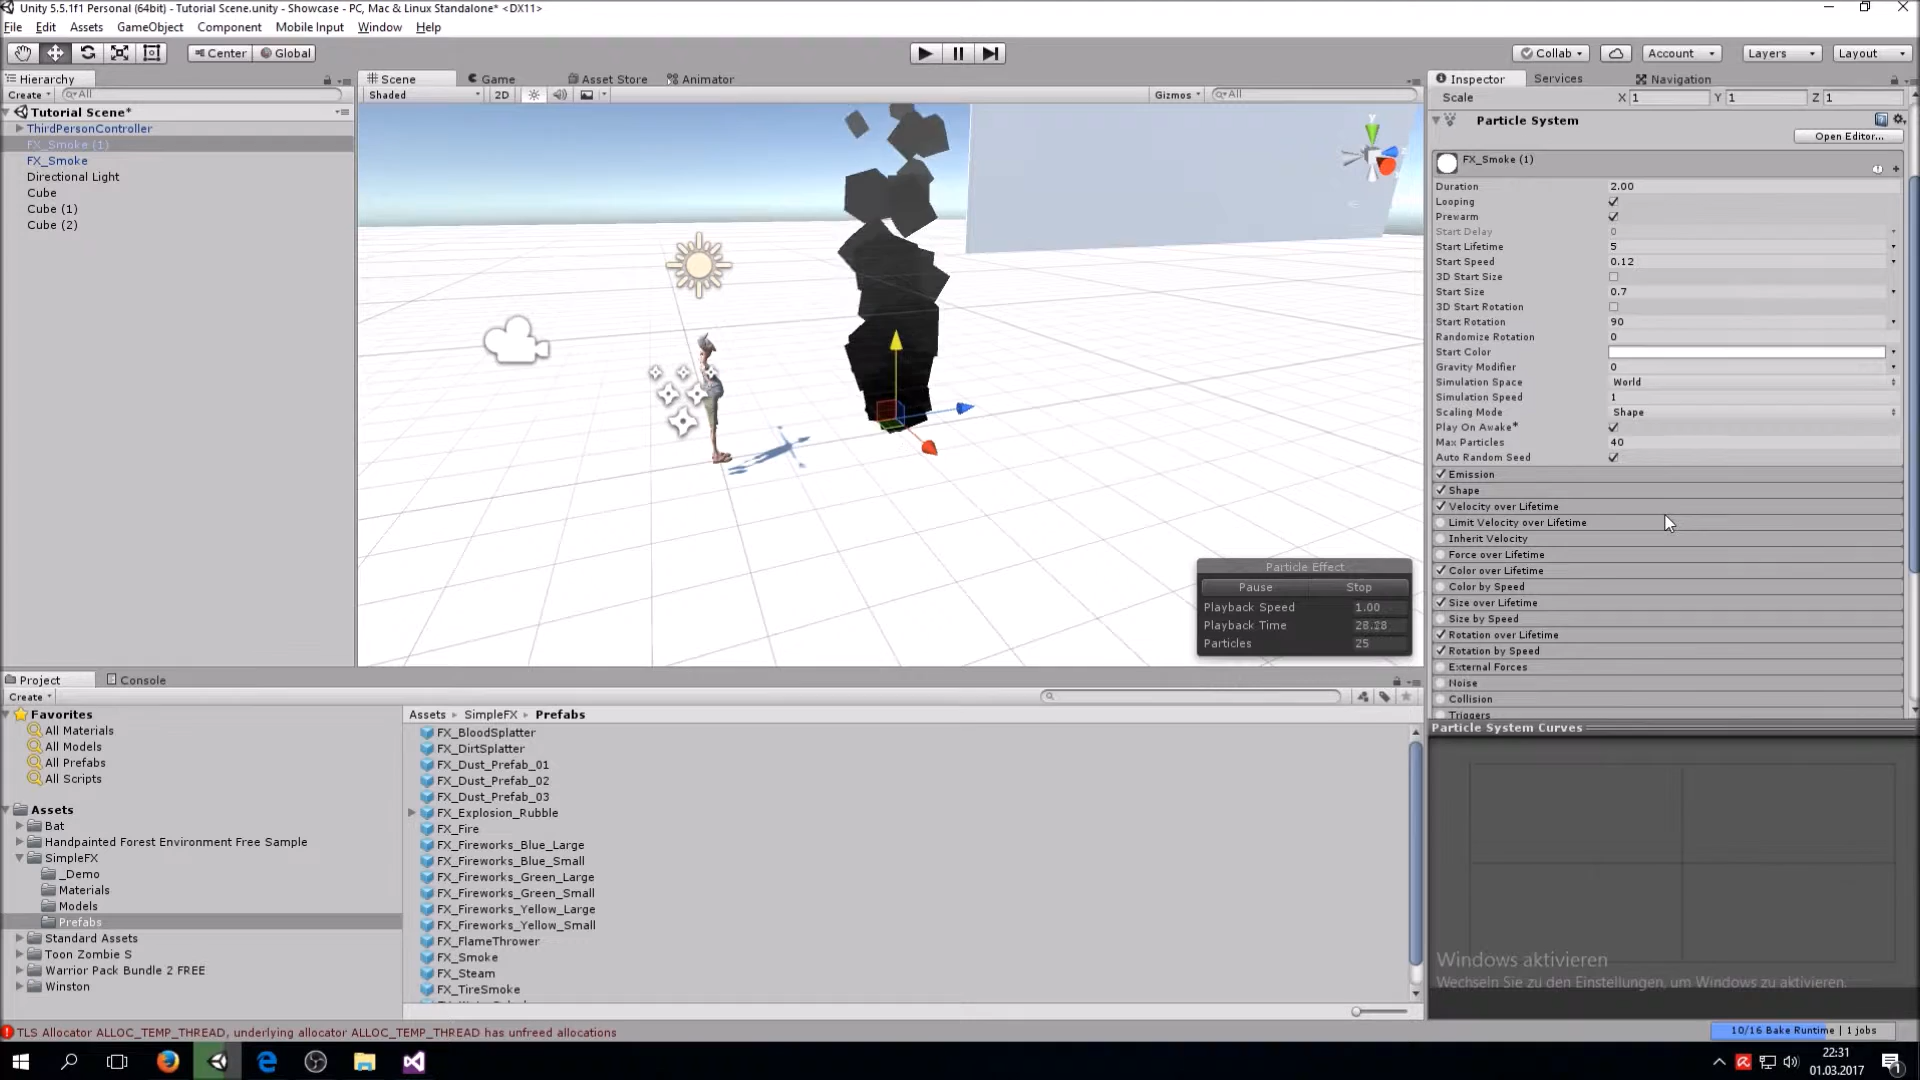 Unity 5.5.1f1 Personal (64bit) - Tutorial Scene.unity - Showcase - PC, Mac & Linux Standalone* <DX11>
File Edit Assets GameObject Component Mobile Input Window Help
Center Global Collab Account Layers Layout
Hierarchy
Create All
Tutorial Scene*
ThirdPersonController
FX_Smoke (1)
FX_Smoke
Directional Light
Cube
Cube (1)
Cube (2)
Scene Game Asset Store Animator
Shaded 2D Gizmos All
y
Particle Effect
Pause Stop
Playback Speed 1.00
Playback Time 28.28
Particles 25
Inspector Services Navigation
Scale X 1 Y 1 Z 1
Particle System
Open Editor...
FX_Smoke (1)
Duration 2.00
Looping
Prewarm
Start Delay 0
Start Lifetime 5
Start Speed 0.12
3D Start Size
Start Size 0.7
3D Start Rotation
Start Rotation 90
Randomize Rotation 0
Start Color
Gravity Modifier 0
Simulation Space World
Simulation Speed 1
Scaling Mode Shape
Play On Awake*
Max Particles 40
Auto Random Seed
Emission
Shape
Velocity over Lifetime
Limit Velocity over Lifetime
Inherit Velocity
Force over Lifetime
Color over Lifetime
Color by Speed
Size over Lifetime
Size by Speed
Rotation over Lifetime
Rotation by Speed
External Forces
Noise
Collision
Triggers
Particle System Curves
Windows aktivieren
Wechseln Sie zu den Einstellungen, um Windows zu aktivieren.
Project Console
Create
Favorites
All Materials
All Models
All Prefabs
All Scripts
Assets
Bat
Handpainted Forest Environment Free Sample
SimpleFX
_Demo
Materials
Models
Prefabs
Standard Assets
Toon Zombie S
Warrior Pack Bundle 2 FREE
Winston
Assets SimpleFX Prefabs
FX_BloodSplatter
FX_DirtSplatter
FX_Dust_Prefab_01
FX_Dust_Prefab_02
FX_Dust_Prefab_03
FX_Explosion_Rubble
FX_Fire
FX_Fireworks_Blue_Large
FX_Fireworks_Blue_Small
FX_Fireworks_Green_Large
FX_Fireworks_Green_Small
FX_Fireworks_Yellow_Large
FX_Fireworks_Yellow_Small
FX_FlameThrower
FX_Smoke
FX_Steam
FX_TireSmoke
TLS Allocator ALLOC_TEMP_THREAD, underlying allocator ALLOC_TEMP_THREAD has unfreed allocations
10/16 Bake Runtime | 1 jobs
22:31
01.03.2017
1